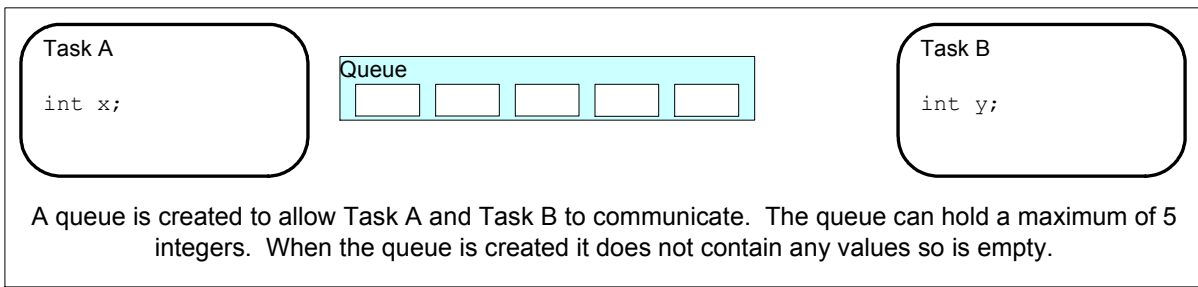 Task A
int x;
Queue
Task B
int y;
A queue is created to allow Task A and Task B to communicate.  The queue can hold a maximum of 5
integers.  When the queue is created it does not contain any values so is empty.